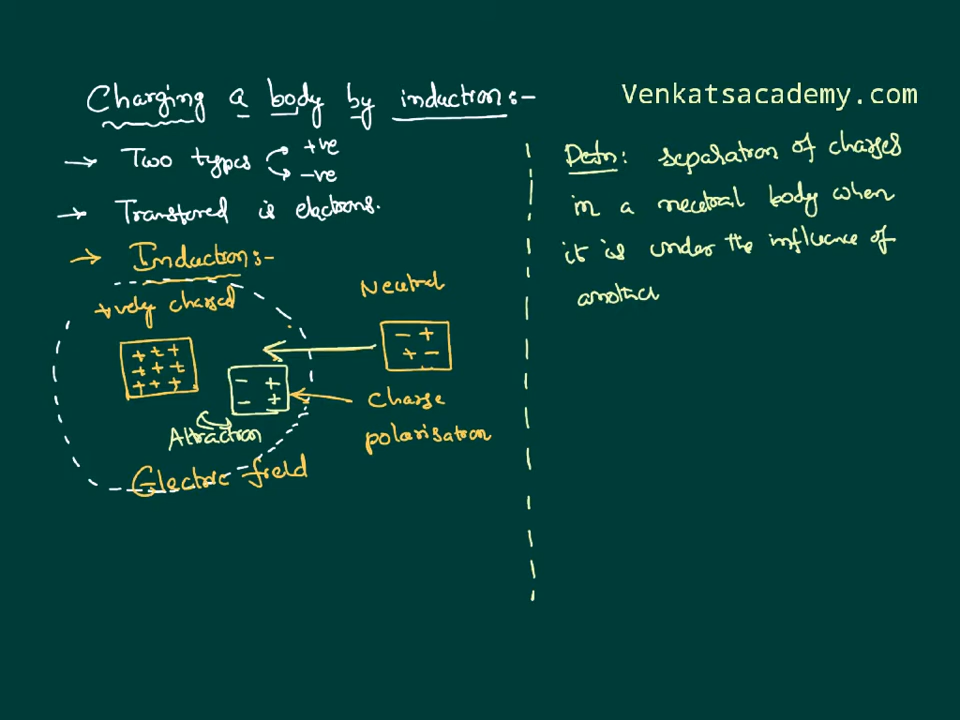 Charging a body by induction:-
Venkatsacademy.com
→ Two types +ve
-ve
→ Transfered is electrons.
→ Induction:-
+vely charged
Neutral
- +
+ -
+ + +
+ + +
+ + +
- +
- +
Charge
polarisation
Attraction
Electric field
Defn: separation of charges
in a neutral body when
it is under the influence of
another